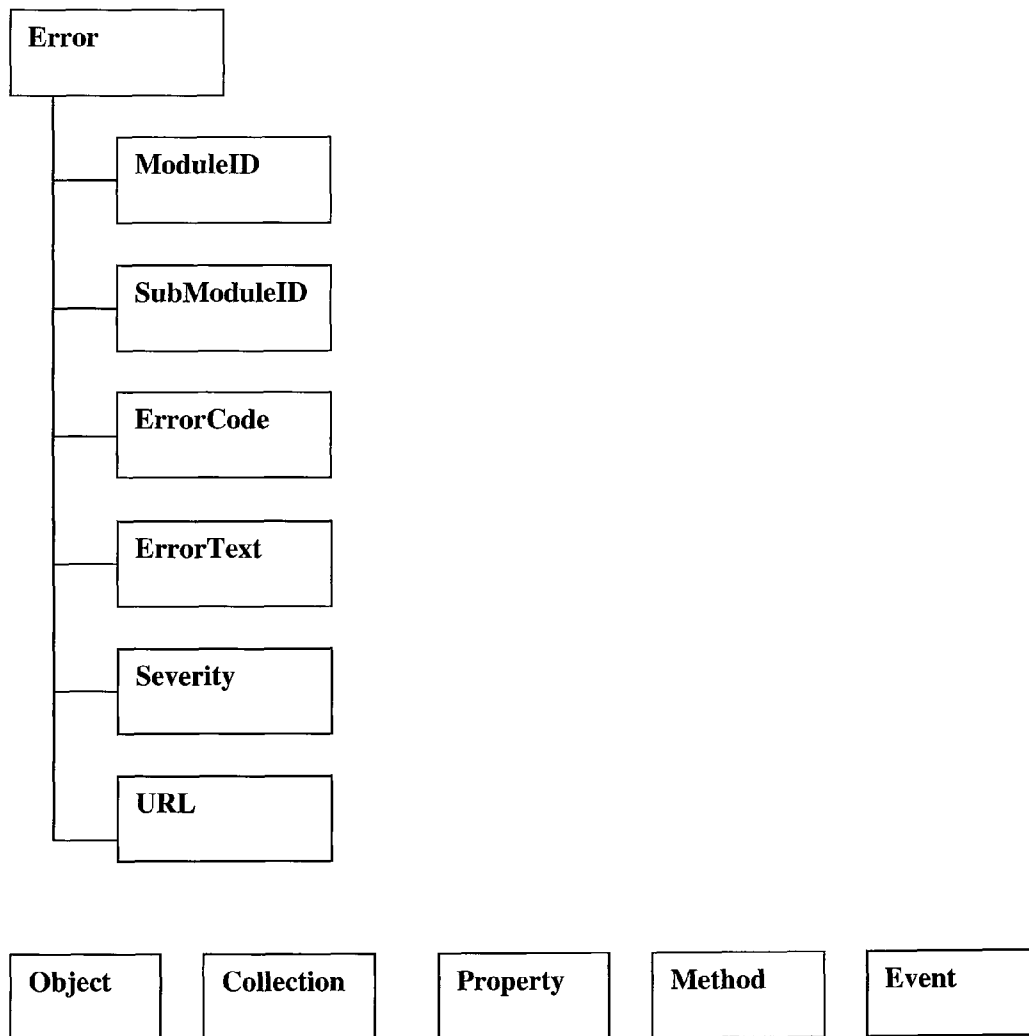 Error
ModuleID
SubModuleID
ErrorCode
ErrorText
Severity
URL
Object Collection Property Method Event